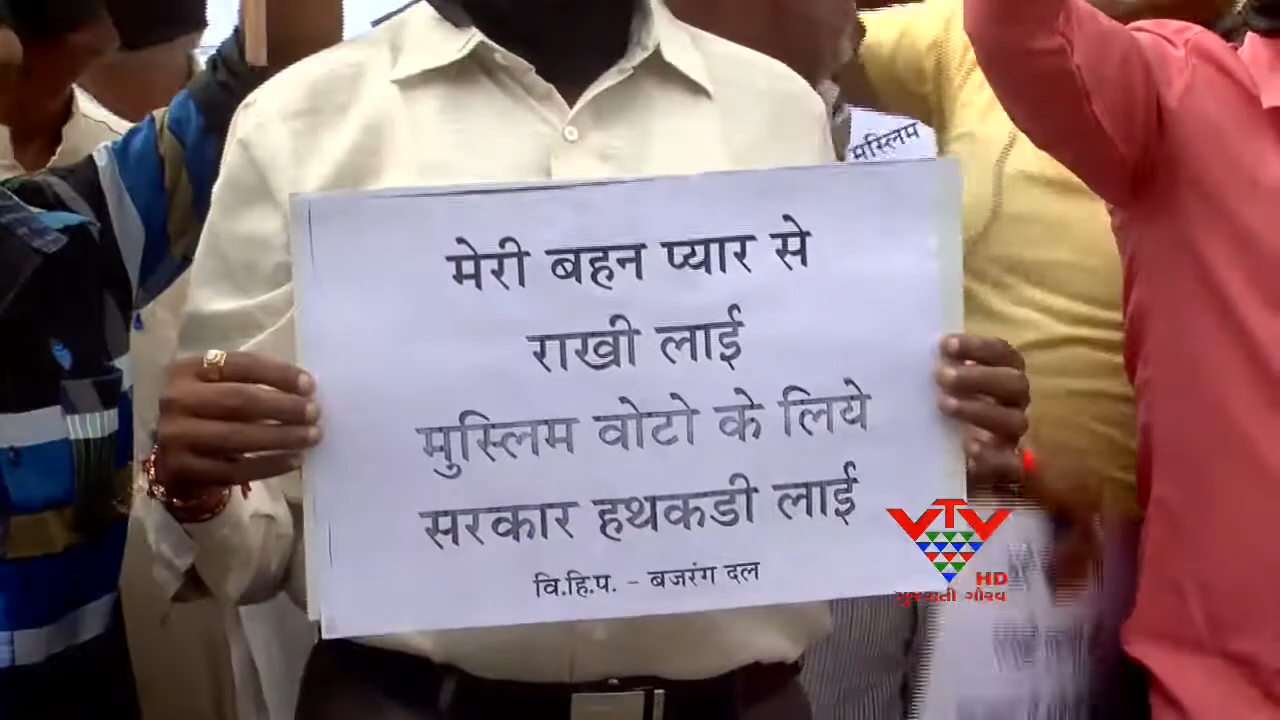 मुस्लिम
मेरी बहन प्यार से
राखी लाई
मुस्लिम वोटो के लिये
सरकार हथकडी लाई
वि.हि.प. - बजरंग दल
VTV
HD
ગુજરાતી ગૌરવ